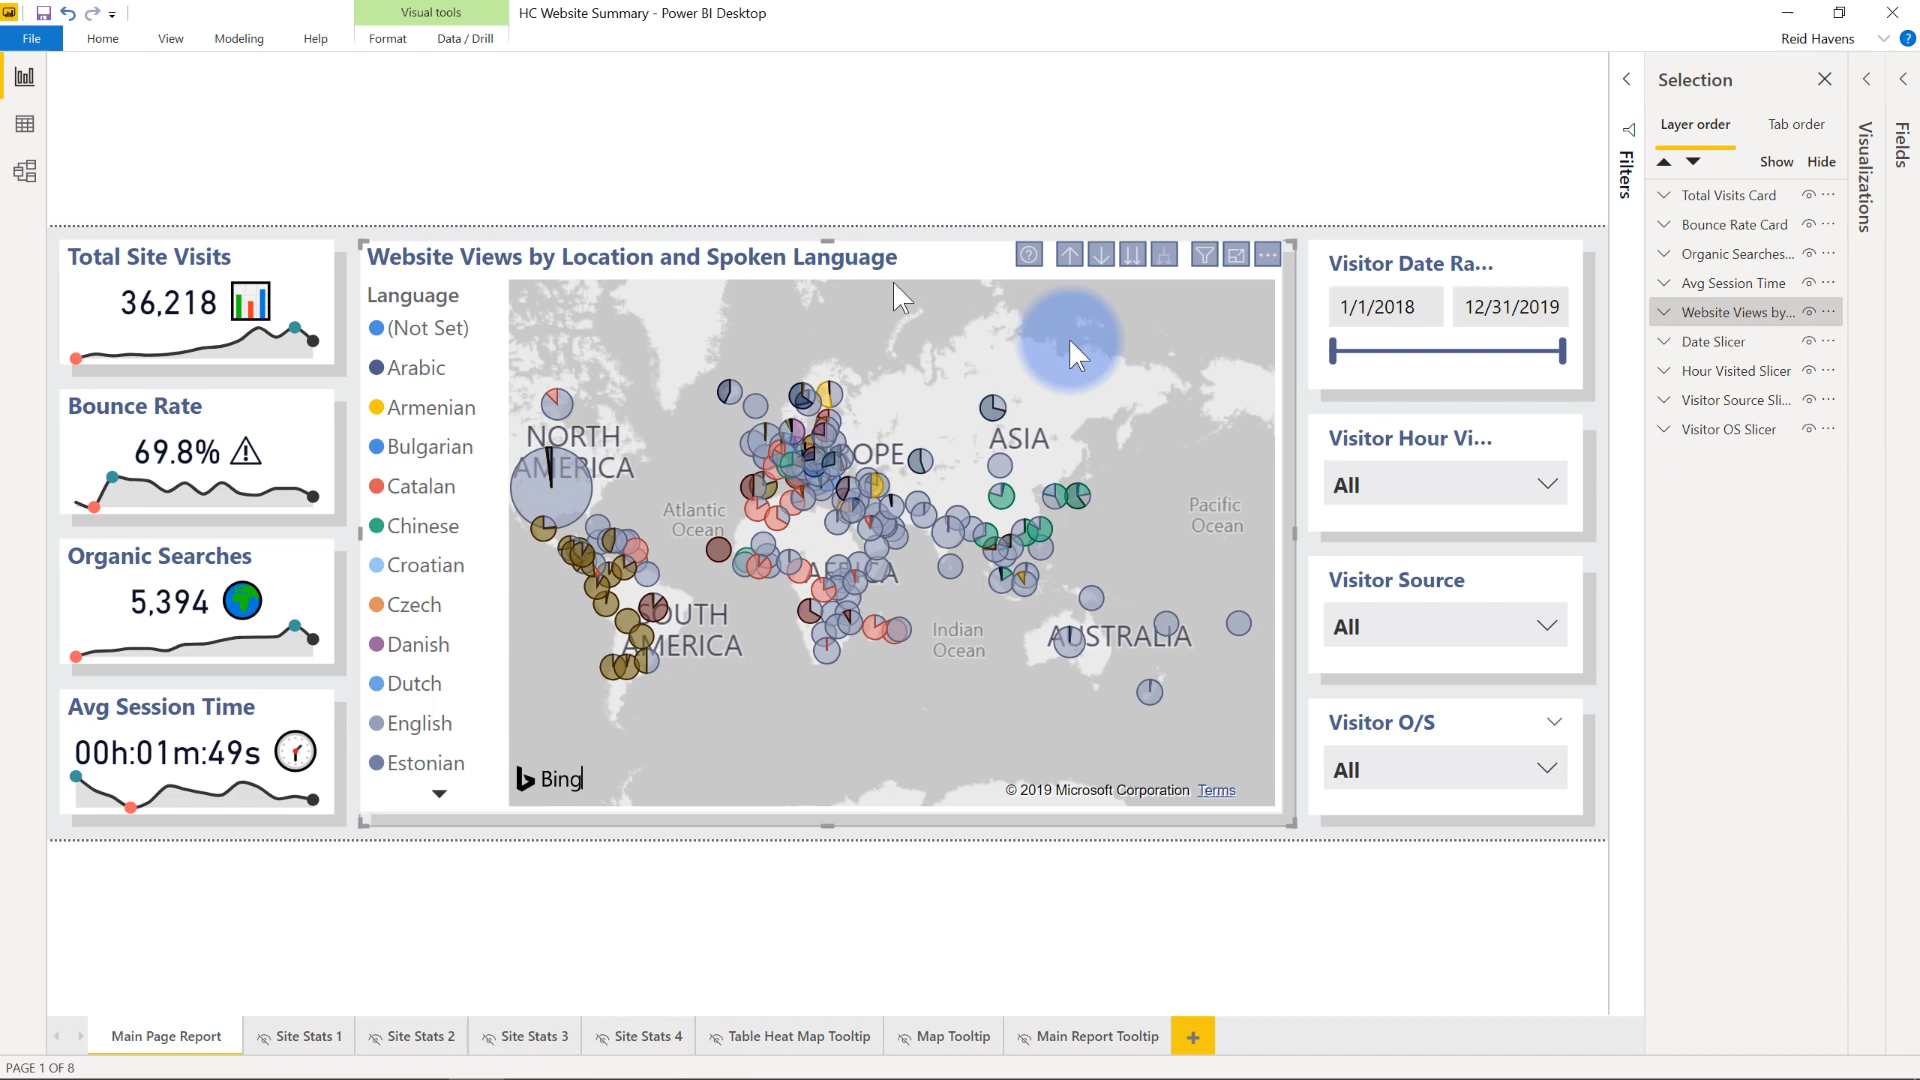 Visual tools
HC Website Summary - Power BI Desktop
File
Home
View
Modeling
Help
Format
Data / Drill
Reid Havens
?
Total Site Visits
36,218
Bounce Rate
69.8%
Organic Searches
5,394
Avg Session Time
00h:01m:49s
Website Views by Location and Spoken Language
Language
(Not Set)
Arabic
Armenian
Bulgarian
Catalan
Chinese
Croatian
Czech
Danish
Dutch
English
Estonian
NORTH
AMERICA
SOUTH
AMERICA
Atlantic
Ocean
OPE
AFRICA
ASIA
Indian
Ocean
AUSTRALIA
Pacific
Ocean
Bing
© 2019 Microsoft Corporation Terms
Visitor Date Ra...
1/1/2018
12/31/2019
Visitor Hour Vi...
All
Visitor Source
All
Visitor O/S
All
Filters
Selection
Layer order
Tab order
Show
Hide
Total Visits Card
Bounce Rate Card
Organic Searches...
Avg Session Time
Website Views by...
Date Slicer
Hour Visited Slicer
Visitor Source Sli...
Visitor OS Slicer
Visualizations
Fields
Main Page Report
Site Stats 1
Site Stats 2
Site Stats 3
Site Stats 4
Table Heat Map Tooltip
Map Tooltip
Main Report Tooltip
PAGE 1 OF 8